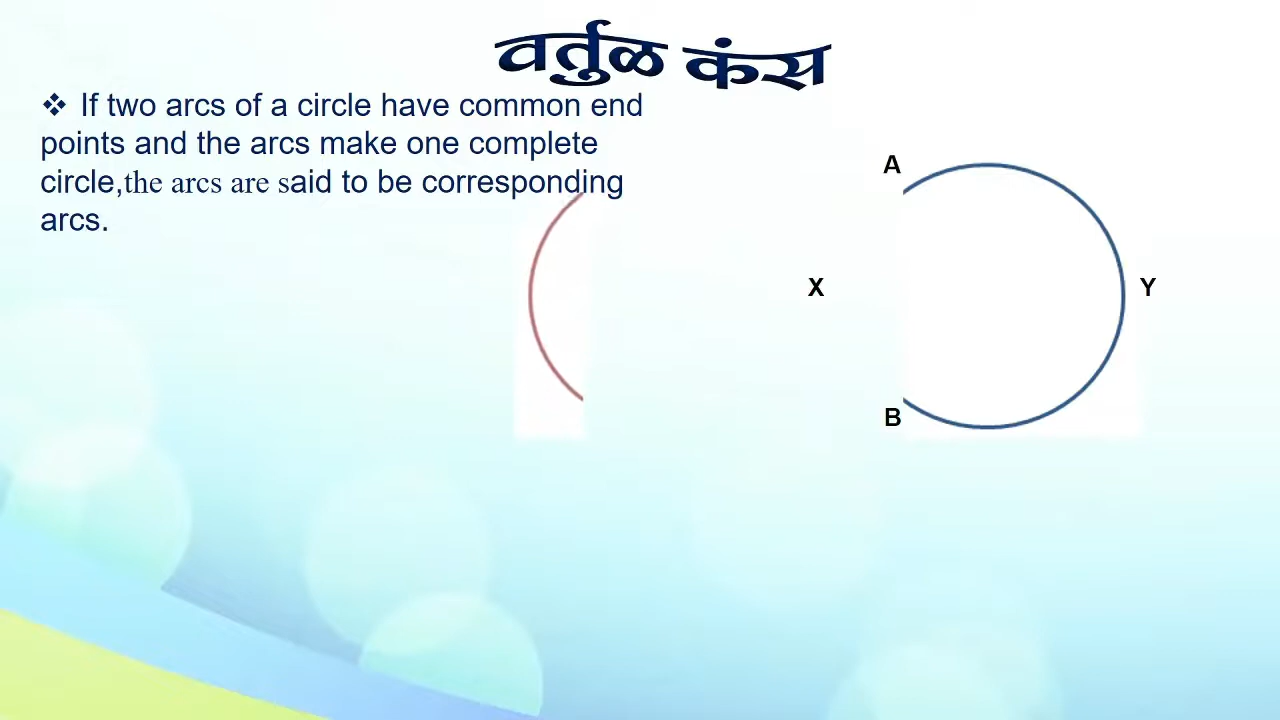 वर्तुळ कंस
❖ If two arcs of a circle have common end
points and the arcs make one complete
circle,the arcs are said to be corresponding
arcs.
A
X
Y
B